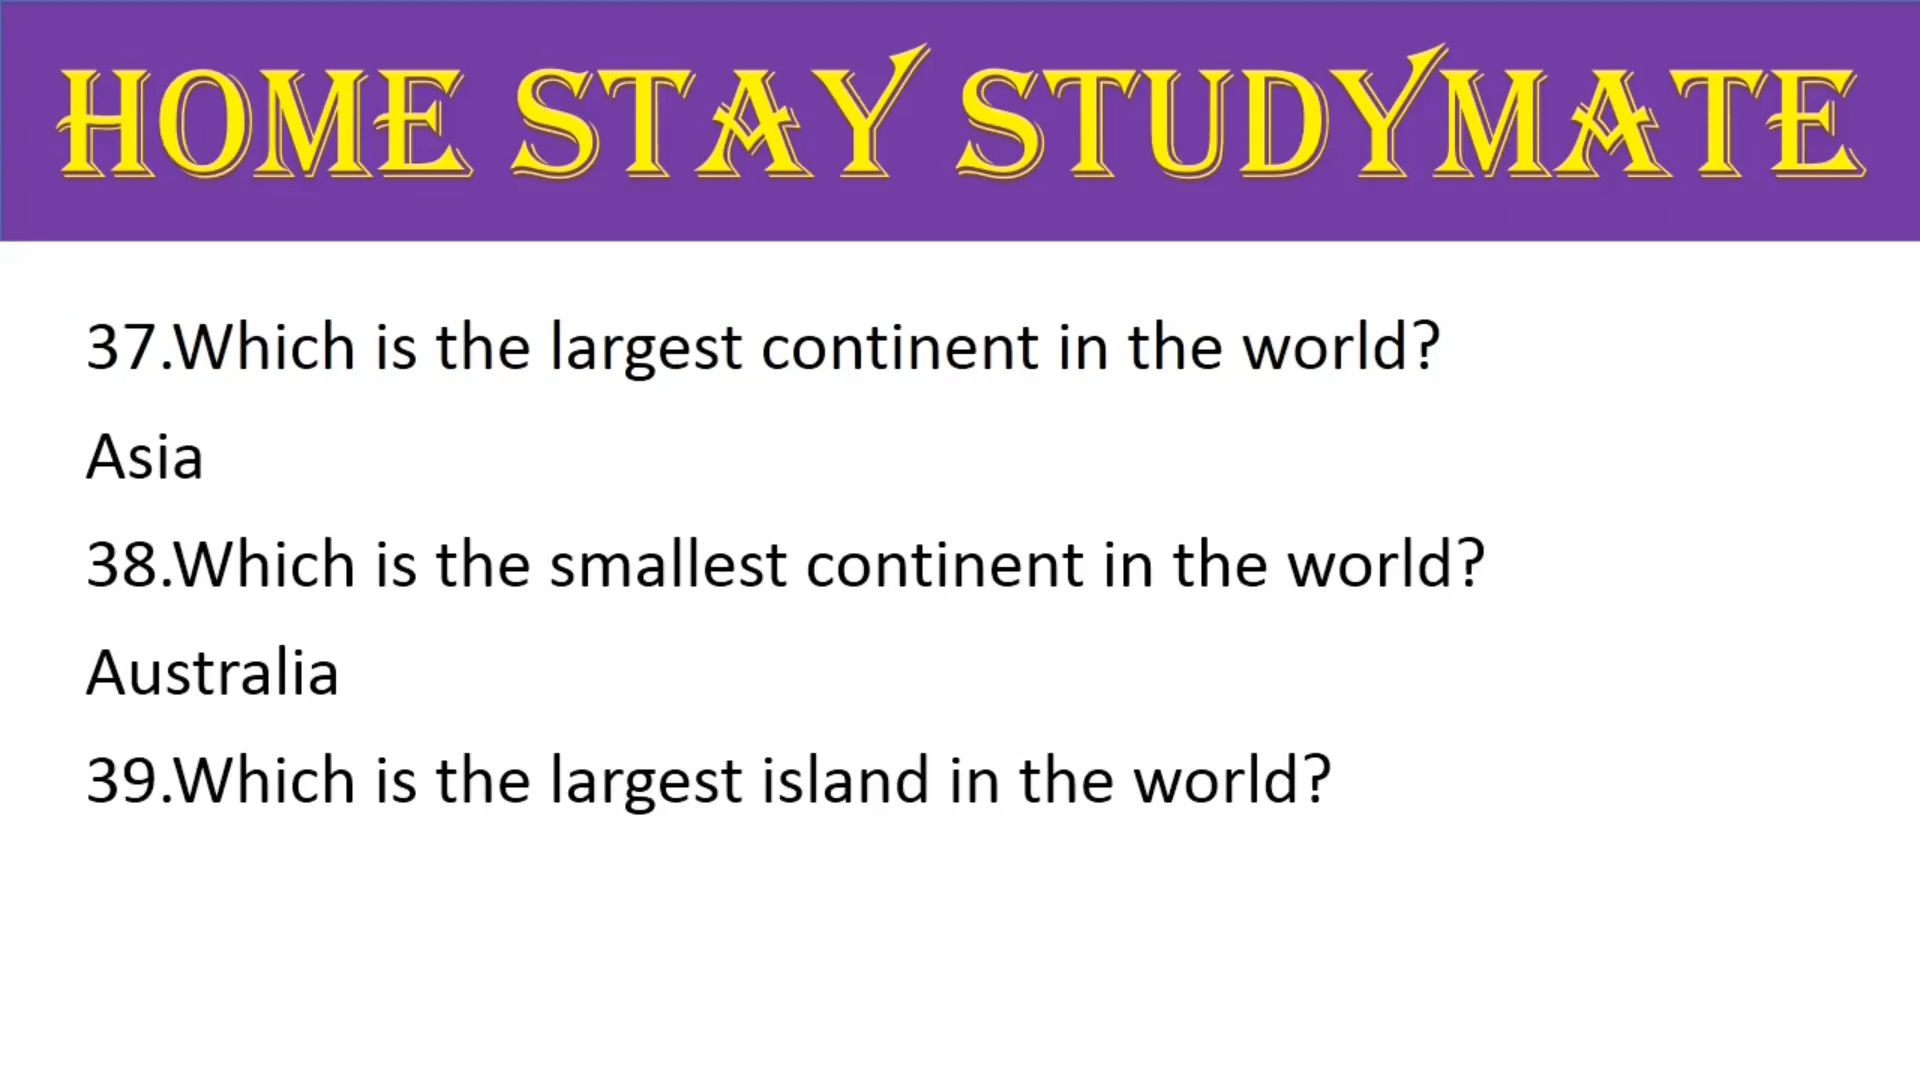 HOME STAY STUDYMATE
37.Which is the largest continent in the world?
Asia
38.Which is the smallest continent in the world?
Australia
39.Which is the largest island in the world?